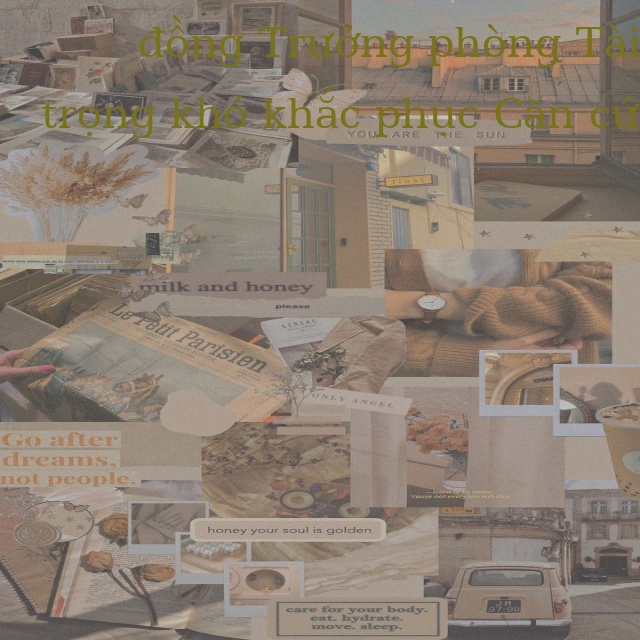 đồng Trưởng phòng Tài
trọng khó khăc phục Căn cứ
YOU ARE THE SUN
milk and honey
please
Le Petit Parisien
ONLY ANGEL
Go after
dreams,
not people.
honey your soul is golden
care for your body.
eat. hydrate.
move. sleep.